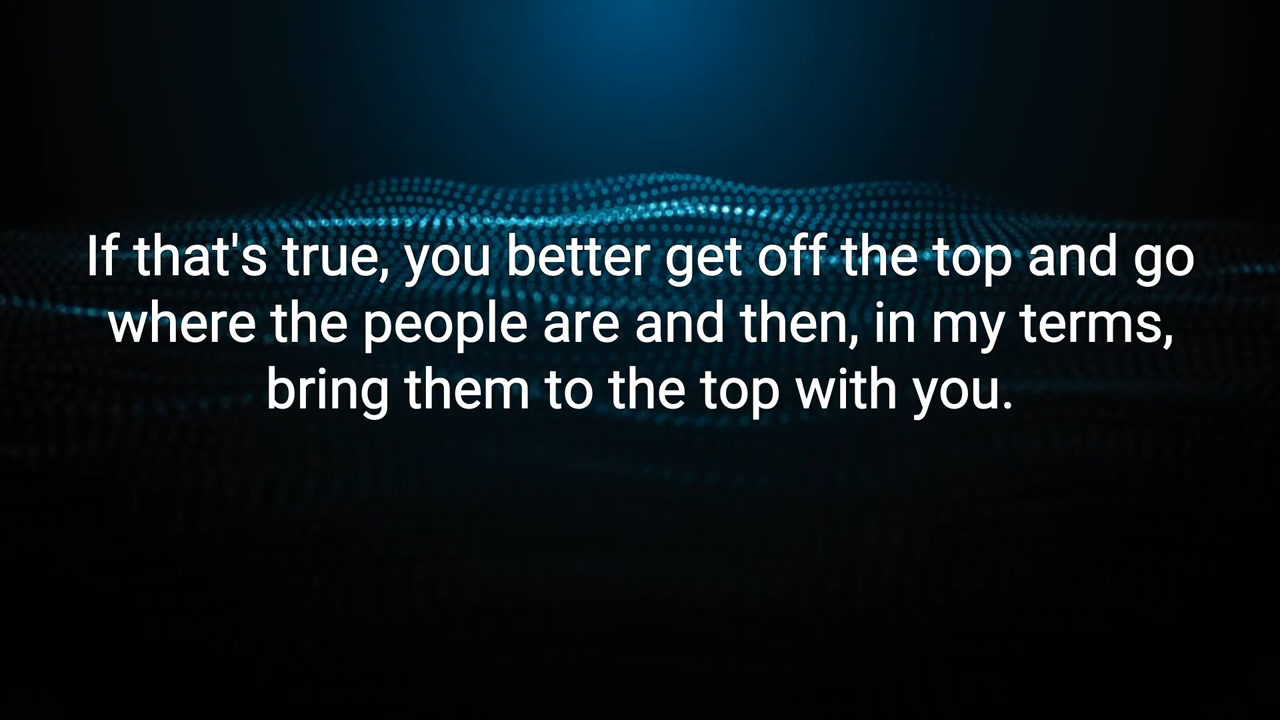 If that's true, you better get off the top and go
where the people are and then, in my terms,
bring them to the top with you.